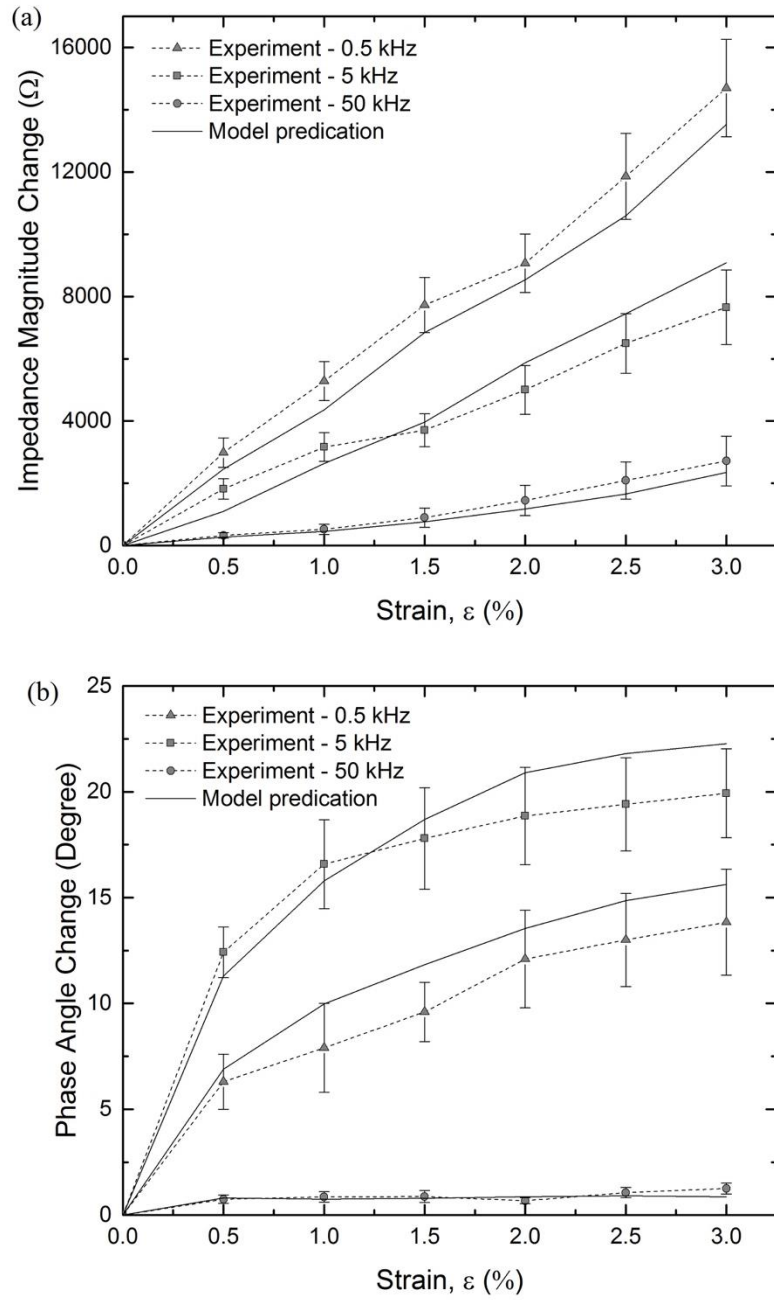 (a)
16000
12000
8000
4000
0
Impedance Magnitude Change (Ω)
Experiment - 0.5 kHz
Experiment - 5 kHz
Experiment - 50 kHz
Model predication
0.0 0.5 1.0 1.5 2.0 2.5 3.0
Strain, ε (%)
(b)
25
20
15
10
5
0
Phase Angle Change (Degree)
Experiment - 0.5 kHz
Experiment - 5 kHz
Experiment - 50 kHz
Model predication
0.0 0.5 1.0 1.5 2.0 2.5 3.0
Strain, ε (%)